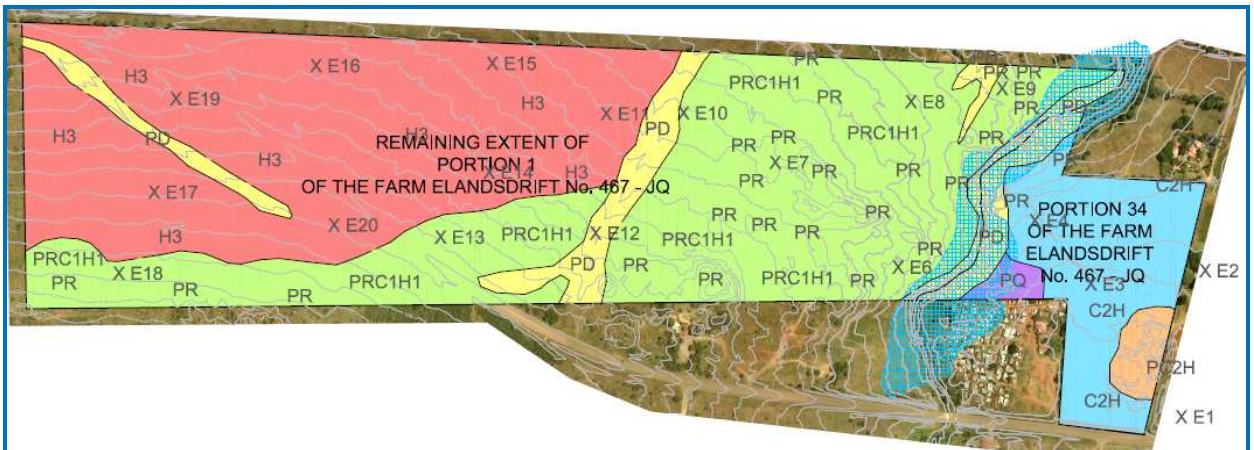 PR
PRC1H1
PR PR
X E16
X E15
H3
X E9
X E19
H3
PR
X E8
PR
PD
X E11
X E10
PD
H3
PD
H3
PR
PRC1H1
REMAINING EXTENT OF
PORTION 1
OF THE FARM ELANDSDRIFT No. 467 - JQ
PR
PR
H3
X E7
PR
PR
X E14
H3
PR
PR
C2H
X E17
PR
PORTION 34
OF THE FARM
ELANDSDRIFT
No. 467 - JQ
X E20
PR
PR
PR
PR
H3
X E13
PRC1H1
X E12
PRC1H1
PD
PR
PRC1H1
PR
X E18
PR
PRC1H1
PD
PR
PR
PRC1H1
PR
X E6
PQ
X E3
X E2
PR
PR
C2H
PC2H
C2H
X E1